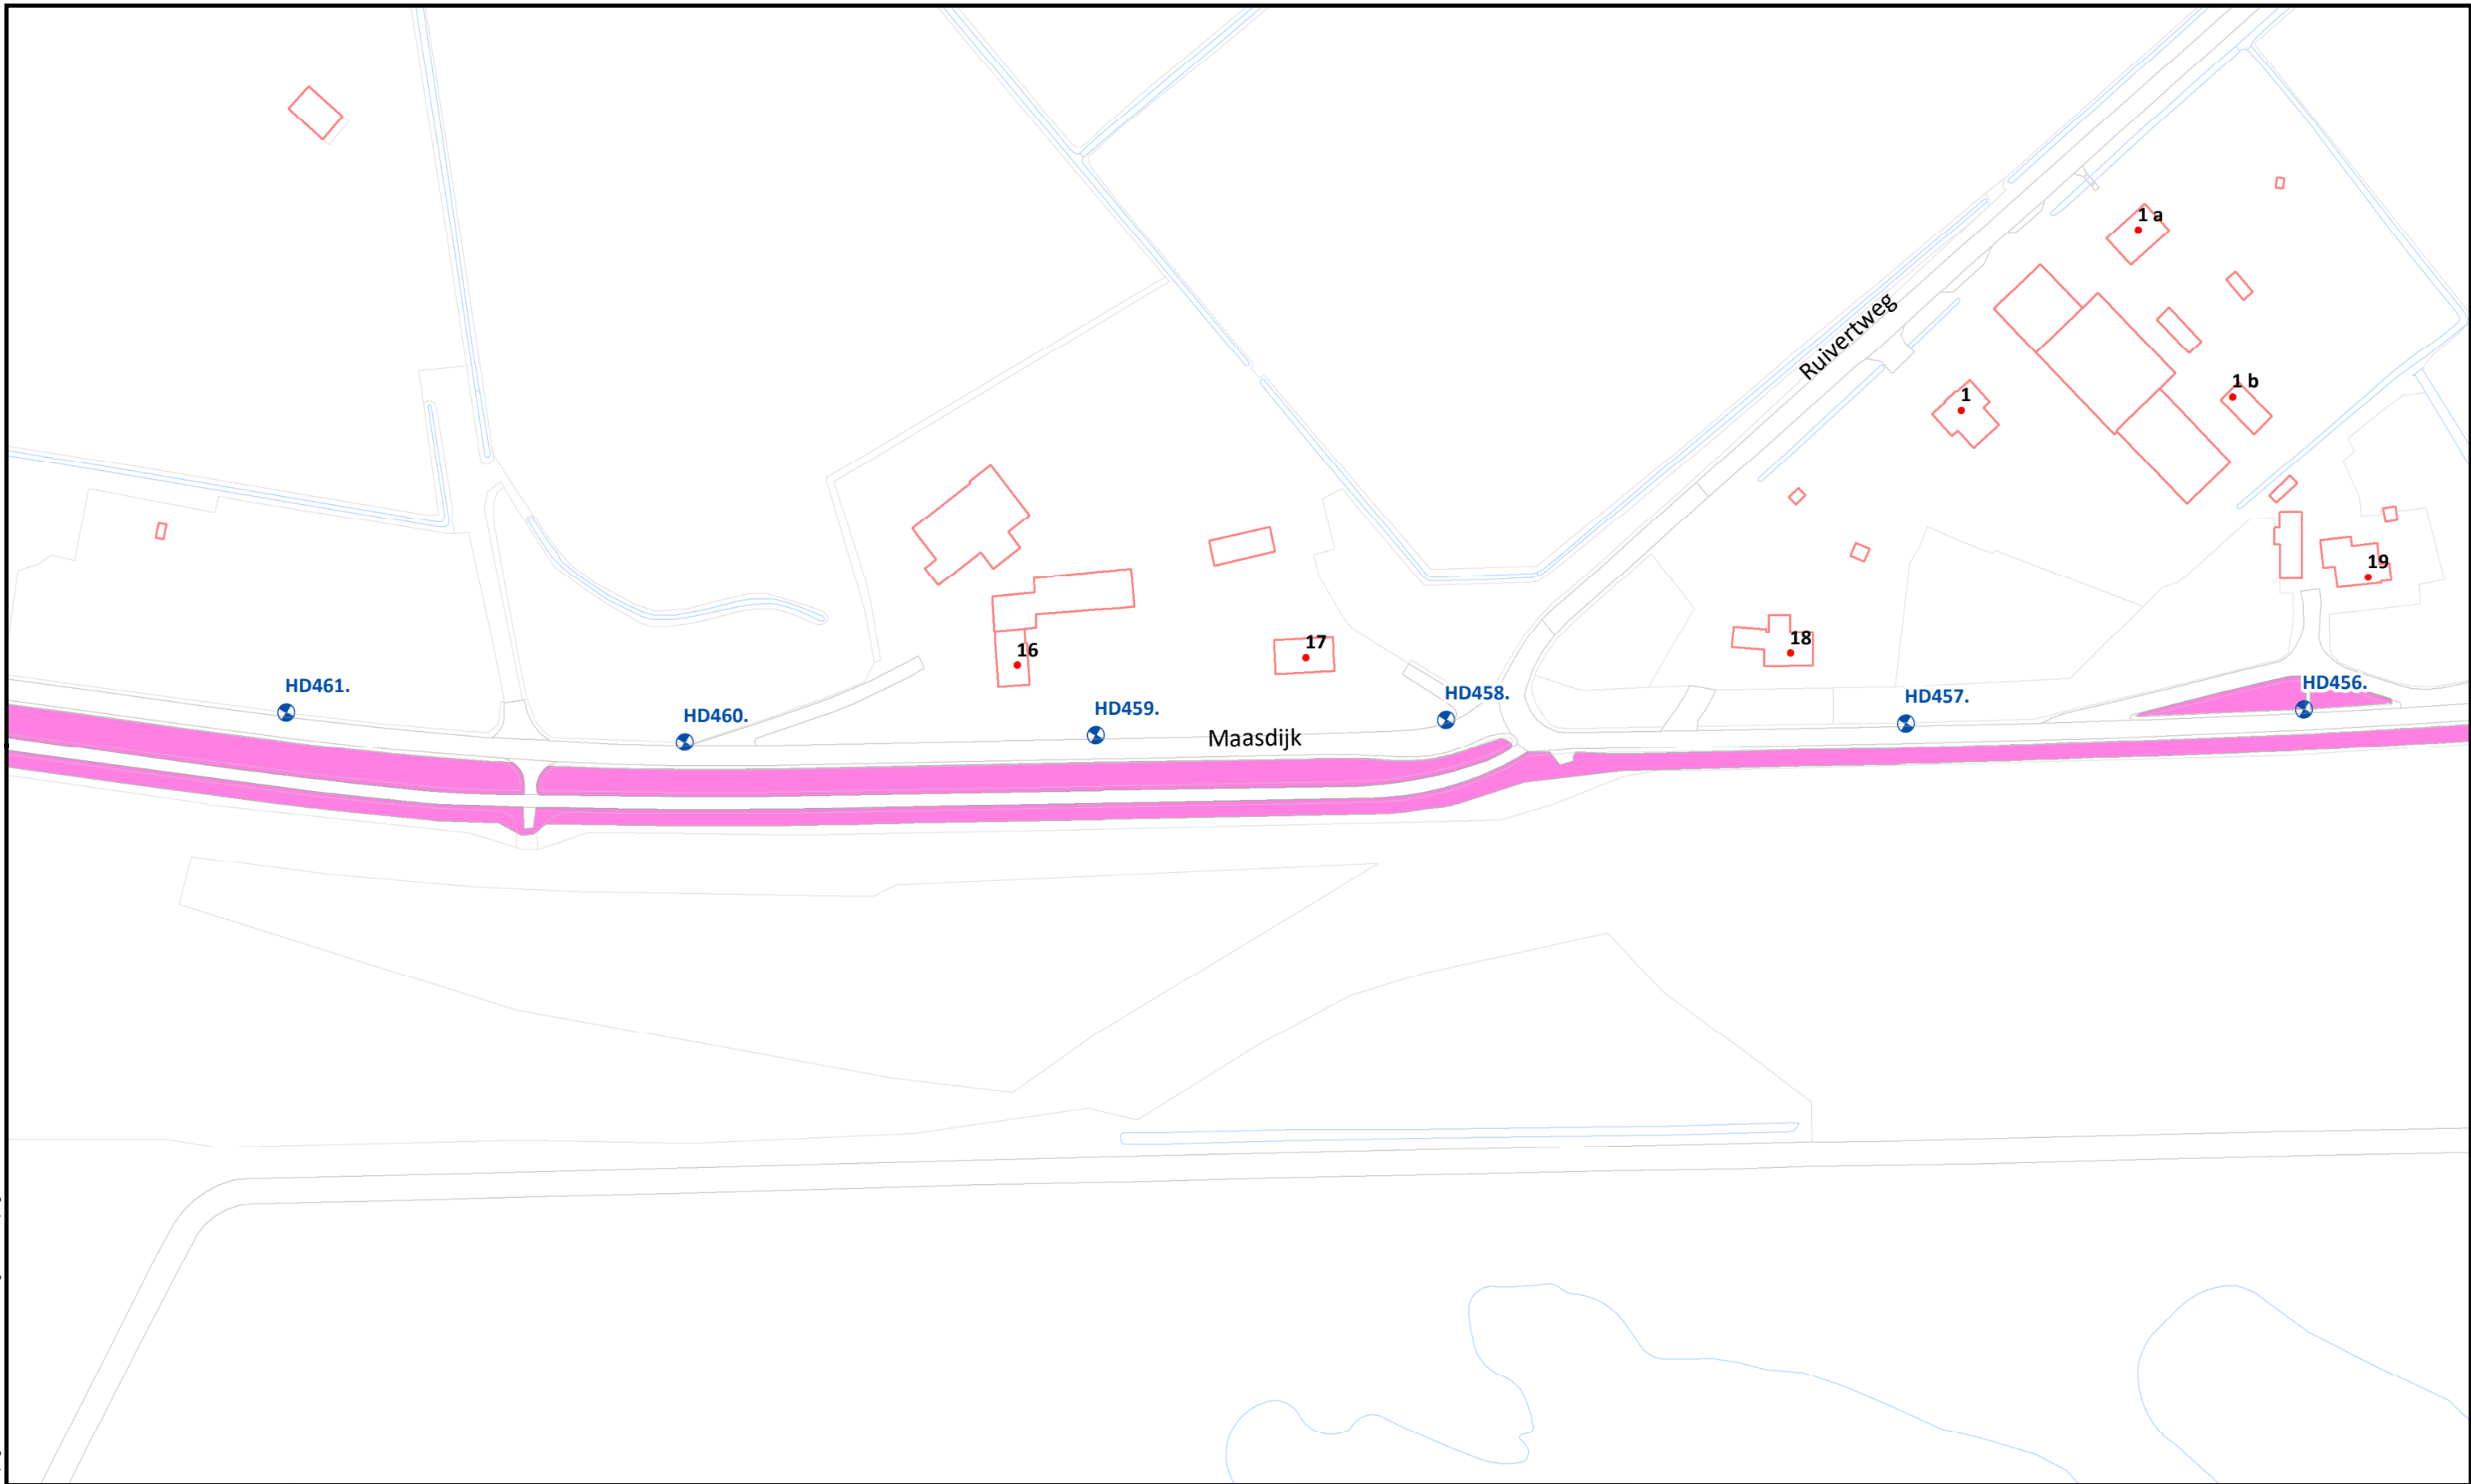 1 a
Ruivertweg
1 b
1
19
18
17
16
HD461.
HD460.
HD459.
HD458.
HD457.
HD456.
Maasdijk